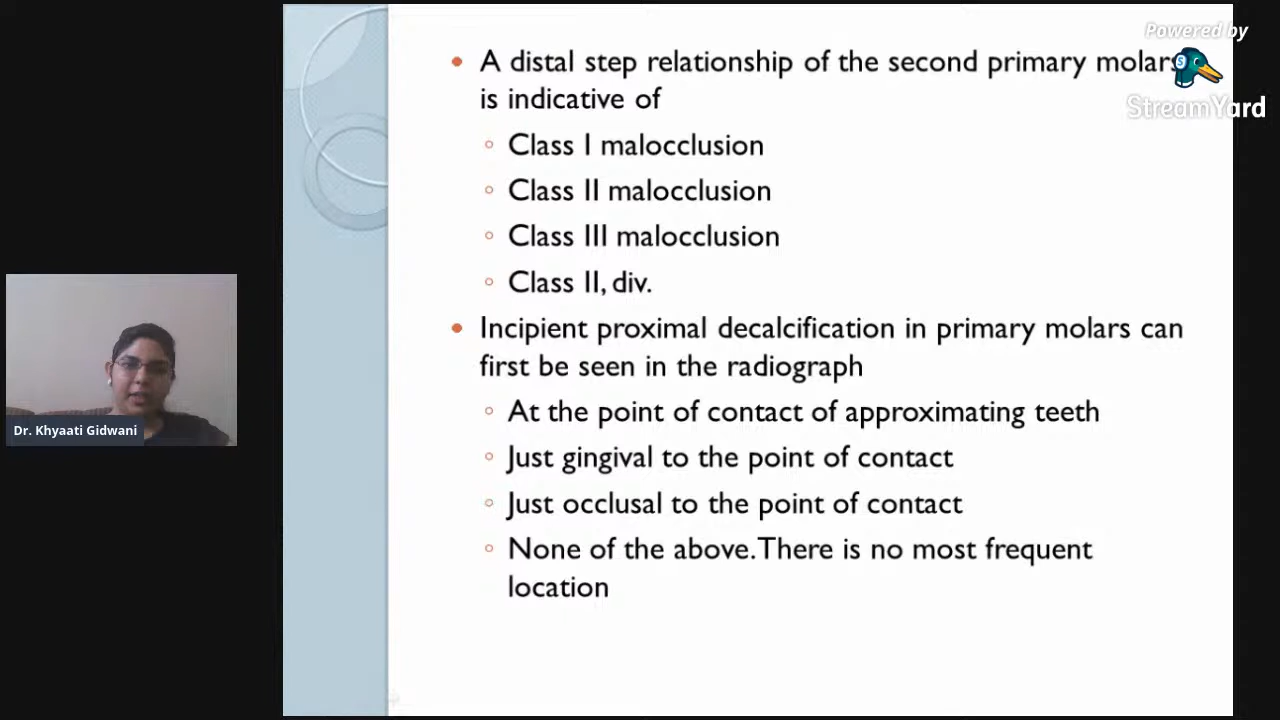 Powered by
StreamYard
A distal step relationship of the second primary molars
is indicative of
Class I malocclusion
Class II malocclusion
Class III malocclusion
Class II, div.
Incipient proximal decalcification in primary molars can
first be seen in the radiograph
At the point of contact of approximating teeth
Just gingival to the point of contact
Just occlusal to the point of contact
None of the above. There is no most frequent
location
Dr. Khyaati Gidwani